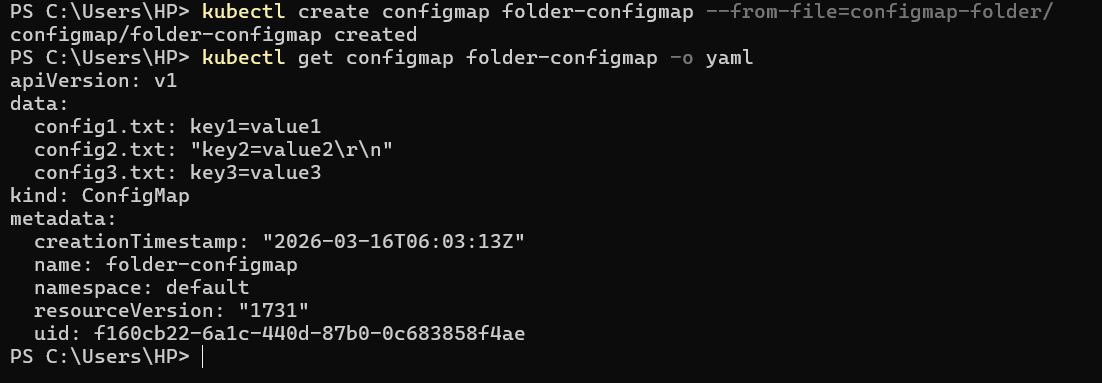 PS C:\Users\HP> kubectl create configmap folder-configmap --from-file=configmap-folder/
configmap/folder-configmap created
PS C:\Users\HP> kubectl get configmap folder-configmap -o yaml
apiVersion: v1
data:
  config1.txt: key1=value1
  config2.txt: "key2=value2\r\n"
  config3.txt: key3=value3
kind: ConfigMap
metadata:
  creationTimestamp: "2026-03-16T06:03:13Z"
  name: folder-configmap
  namespace: default
  resourceVersion: "1731"
  uid: f160cb22-6a1c-440d-87b0-0c683858f4ae
PS C:\Users\HP>